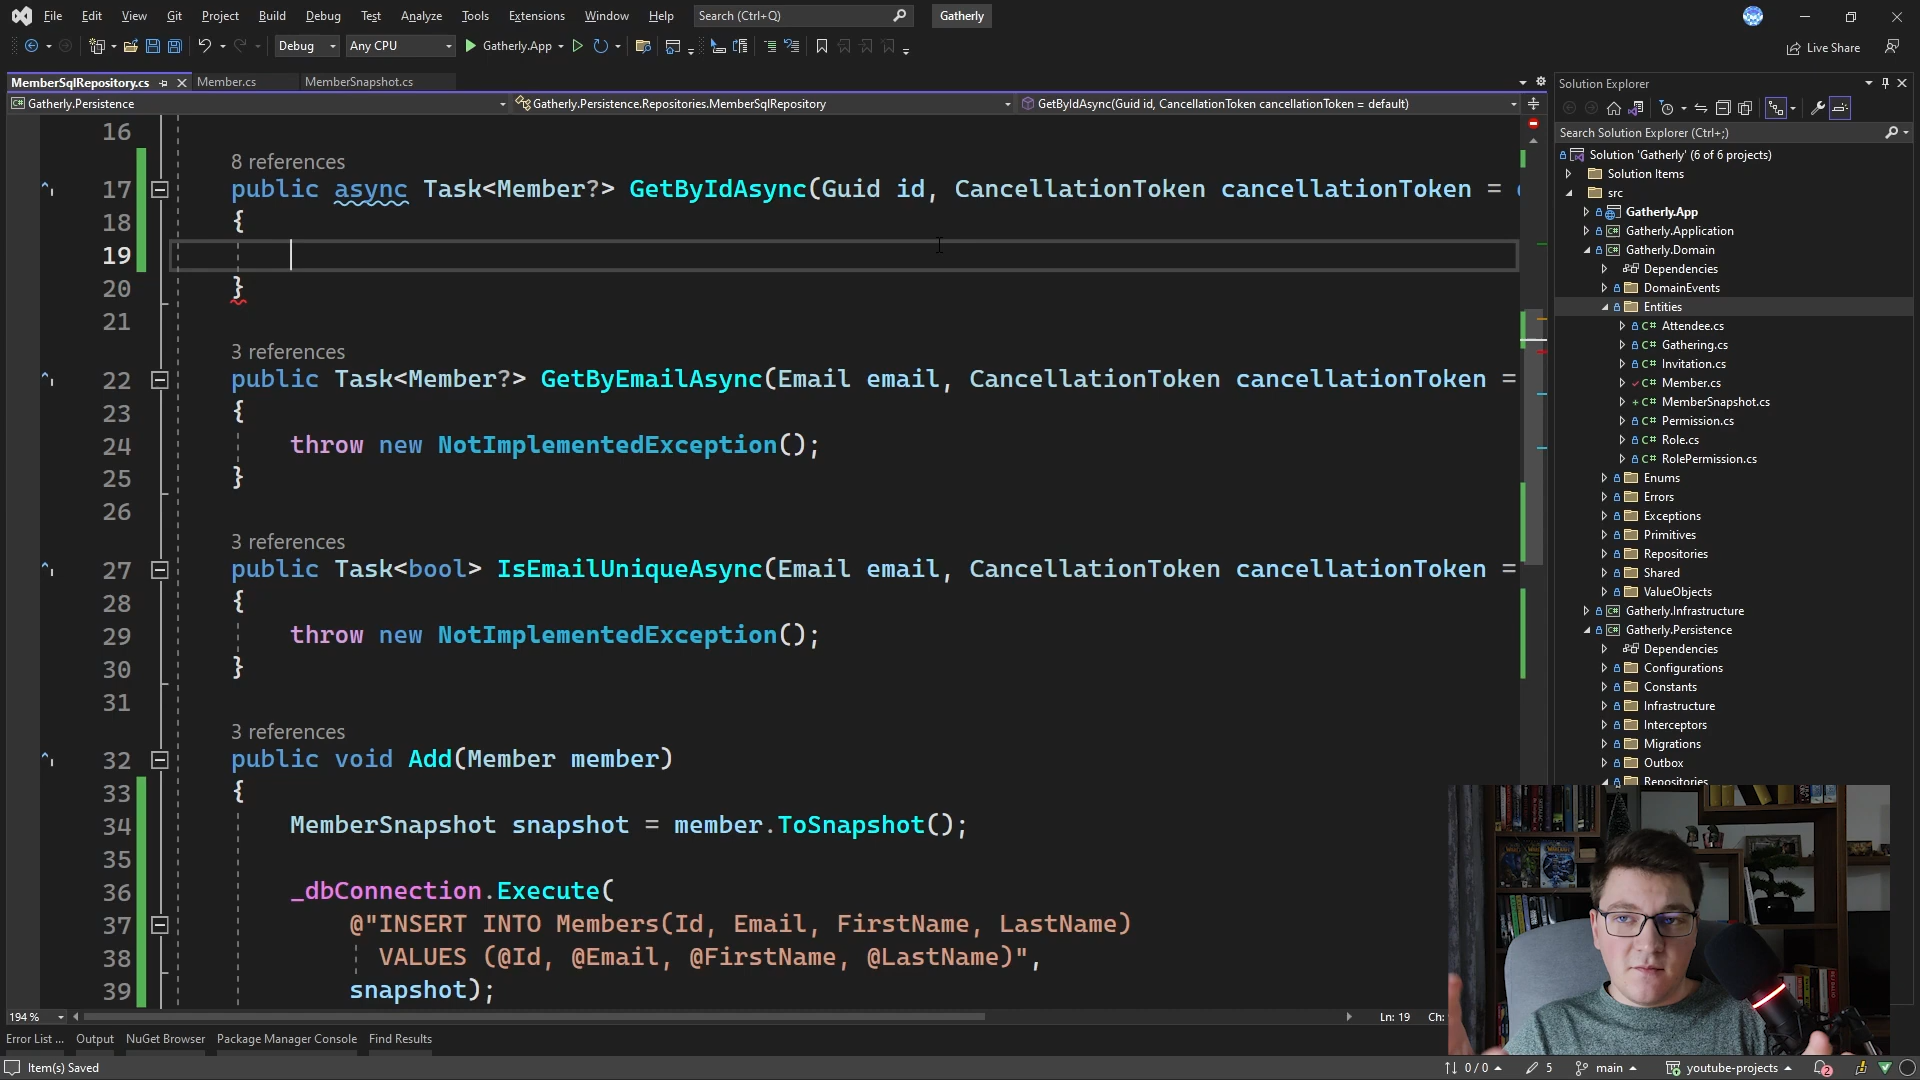 File Edit View Git Project Build Debug Test Analyze Tools Extensions Window Help Search (Ctrl+Q) Gatherly
Debug Any CPU Gatherly.App Live Share
MemberSqlRepository.cs Member.cs MemberSnapshot.cs
Gatherly.Persistence Gatherly.Persistence.Repositories.MemberSqlRepository GetByIdAsync(Guid id, CancellationToken cancellationToken = default)
16
8 references
17 public async Task<Member?> GetByIdAsync(Guid id, CancellationToken cancellationToken =
18 {
19
20 }
21
3 references
22 public Task<Member?> GetByEmailAsync(Email email, CancellationToken cancellationToken =
23 {
24 throw new NotImplementedException();
25 }
26
3 references
27 public Task<bool> IsEmailUniqueAsync(Email email, CancellationToken cancellationToken =
28 {
29 throw new NotImplementedException();
30 }
31
3 references
32 public void Add(Member member)
33 {
34 MemberSnapshot snapshot = member.ToSnapshot();
35
36 _dbConnection.Execute(
37 @"INSERT INTO Members(Id, Email, FirstName, LastName)
38 VALUES (@Id, @Email, @FirstName, @LastName)",
39 snapshot);
194 % Ln: 19 Ch:
Error List ... Output NuGet Browser Package Manager Console Find Results
Item(s) Saved 0 / 0 5 main youtube-projects 2
Solution Explorer
Search Solution Explorer (Ctrl+;)
Solution 'Gatherly' (6 of 6 projects)
Solution Items
src
Gatherly.App
Gatherly.Application
Gatherly.Domain
Dependencies
DomainEvents
Entities
C# Attendee.cs
C# Gathering.cs
C# Invitation.cs
C# Member.cs
C# MemberSnapshot.cs
C# Permission.cs
C# Role.cs
C# RolePermission.cs
Enums
Errors
Exceptions
Primitives
Repositories
Shared
ValueObjects
Gatherly.Infrastructure
Gatherly.Persistence
Dependencies
Configurations
Constants
Infrastructure
Interceptors
Migrations
Outbox
Repositories